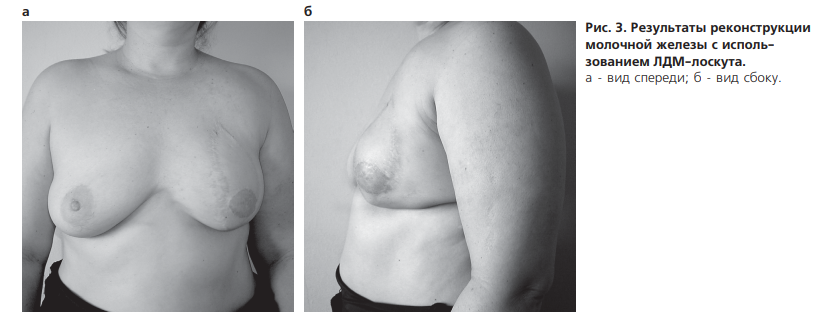 а
б
Рис. 3. Результаты реконструкции
молочной железы с исполь-
зованием ЛДМ-лоскута.
а - вид спереди; б - вид сбоку.